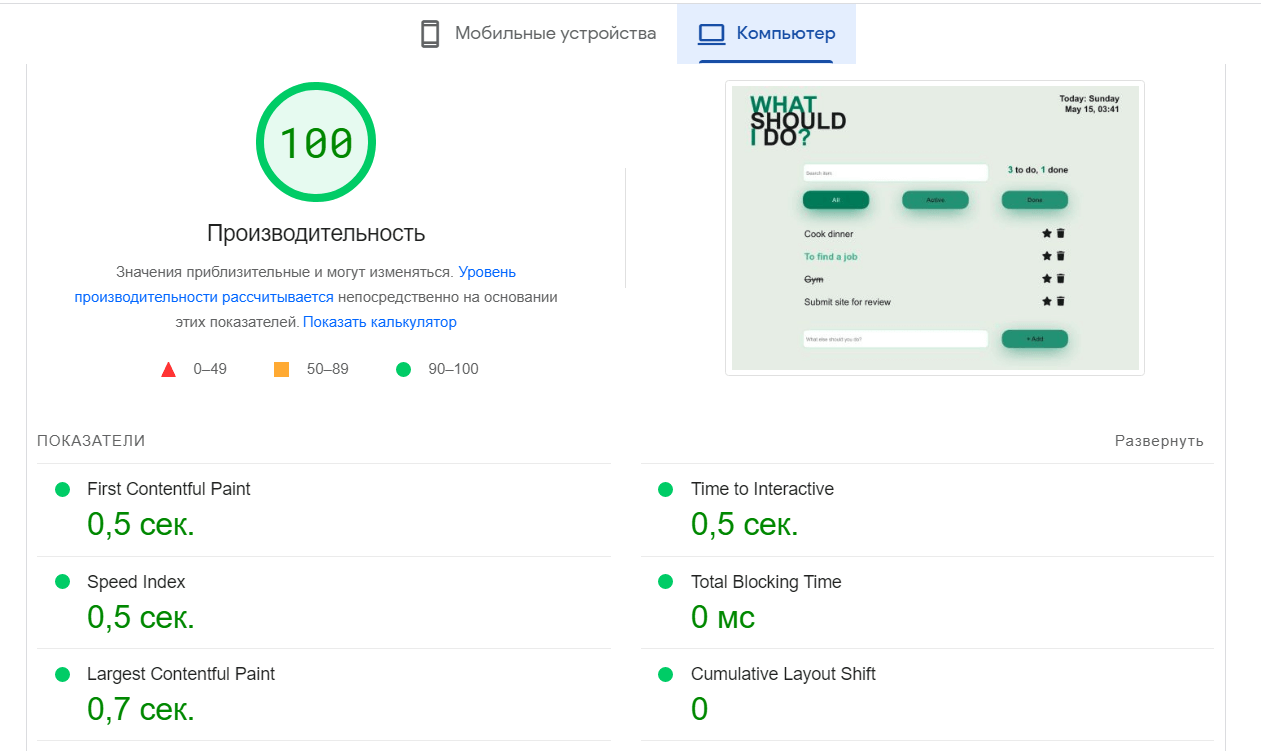 Мобильные устройства
Компьютер
100
Производительность
Значения приблизительные и могут изменяться. Уровень
производительности рассчитывается непосредственно на основании
этих показателей. Показать калькулятор
0–49
50–89
90–100
WHAT
SHOULD
I DO?
Today: Sunday
May 15, 03:41
Search item
3 to do, 1 done
All
Active
Done
Cook dinner
To find a job
Gym
Submit site for review
What else should you do?
+ Add
ПОКАЗАТЕЛИ
Развернуть
First Contentful Paint
0,5 сек.
Time to Interactive
0,5 сек.
Speed Index
0,5 сек.
Total Blocking Time
0 мс
Largest Contentful Paint
0,7 сек.
Cumulative Layout Shift
0